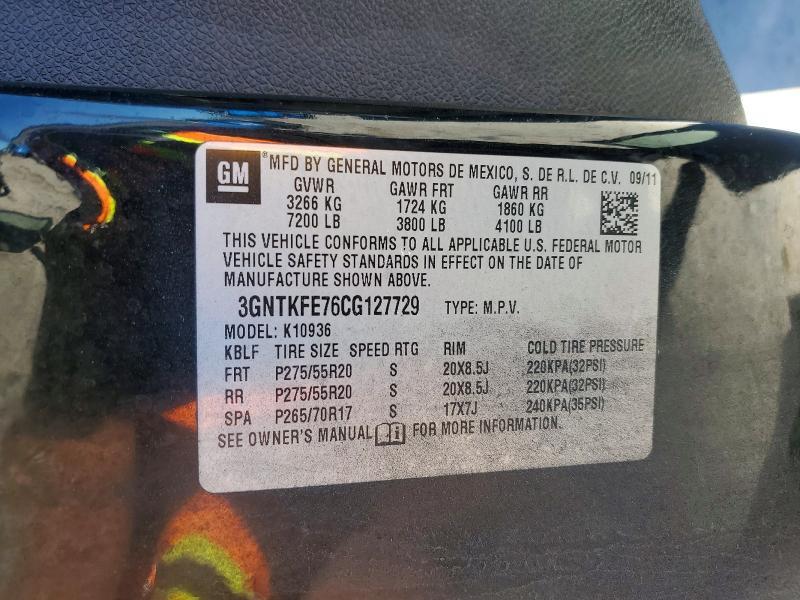 GM ® MFD BY GENERAL MOTORS DE MEXICO, S. DE R.L. DE C.V. 09/11
GVWR GAWR FRT GAWR RR
3266 KG 1724 KG 1860 KG
7200 LB 3800 LB 4100 LB
THIS VEHICLE CONFORMS TO ALL APPLICABLE U.S. FEDERAL MOTOR
VEHICLE SAFETY STANDARDS IN EFFECT ON THE DATE OF
MANUFACTURE SHOWN ABOVE.
3GNTKFE76CG127729 TYPE: M.P.V.
MODEL: K10936
KBLF TIRE SIZE SPEED RTG RIM COLD TIRE PRESSURE
FRT P275/55R20 S 20X8.5J 220KPA(32PSI)
RR P275/55R20 S 20X8.5J 220KPA(32PSI)
SPA P265/70R17 S 17X7J 240KPA(35PSI)
SEE OWNER'S MANUAL i FOR MORE INFORMATION.